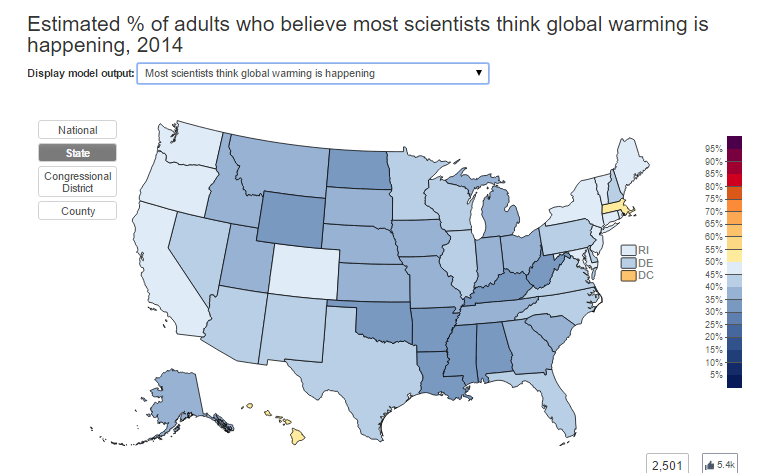 Estimated % of adults who believe most scientists think global warming is
happening, 2014
Display model output: Most scientists think global warming is happening
National
State
Congressional
District
County
95%
90%
85%
80%
75%
70%
65%
60%
55%
50%
45%
40%
35%
30%
25%
20%
15%
10%
5%
RI
DE
DC
2,501
5.4k